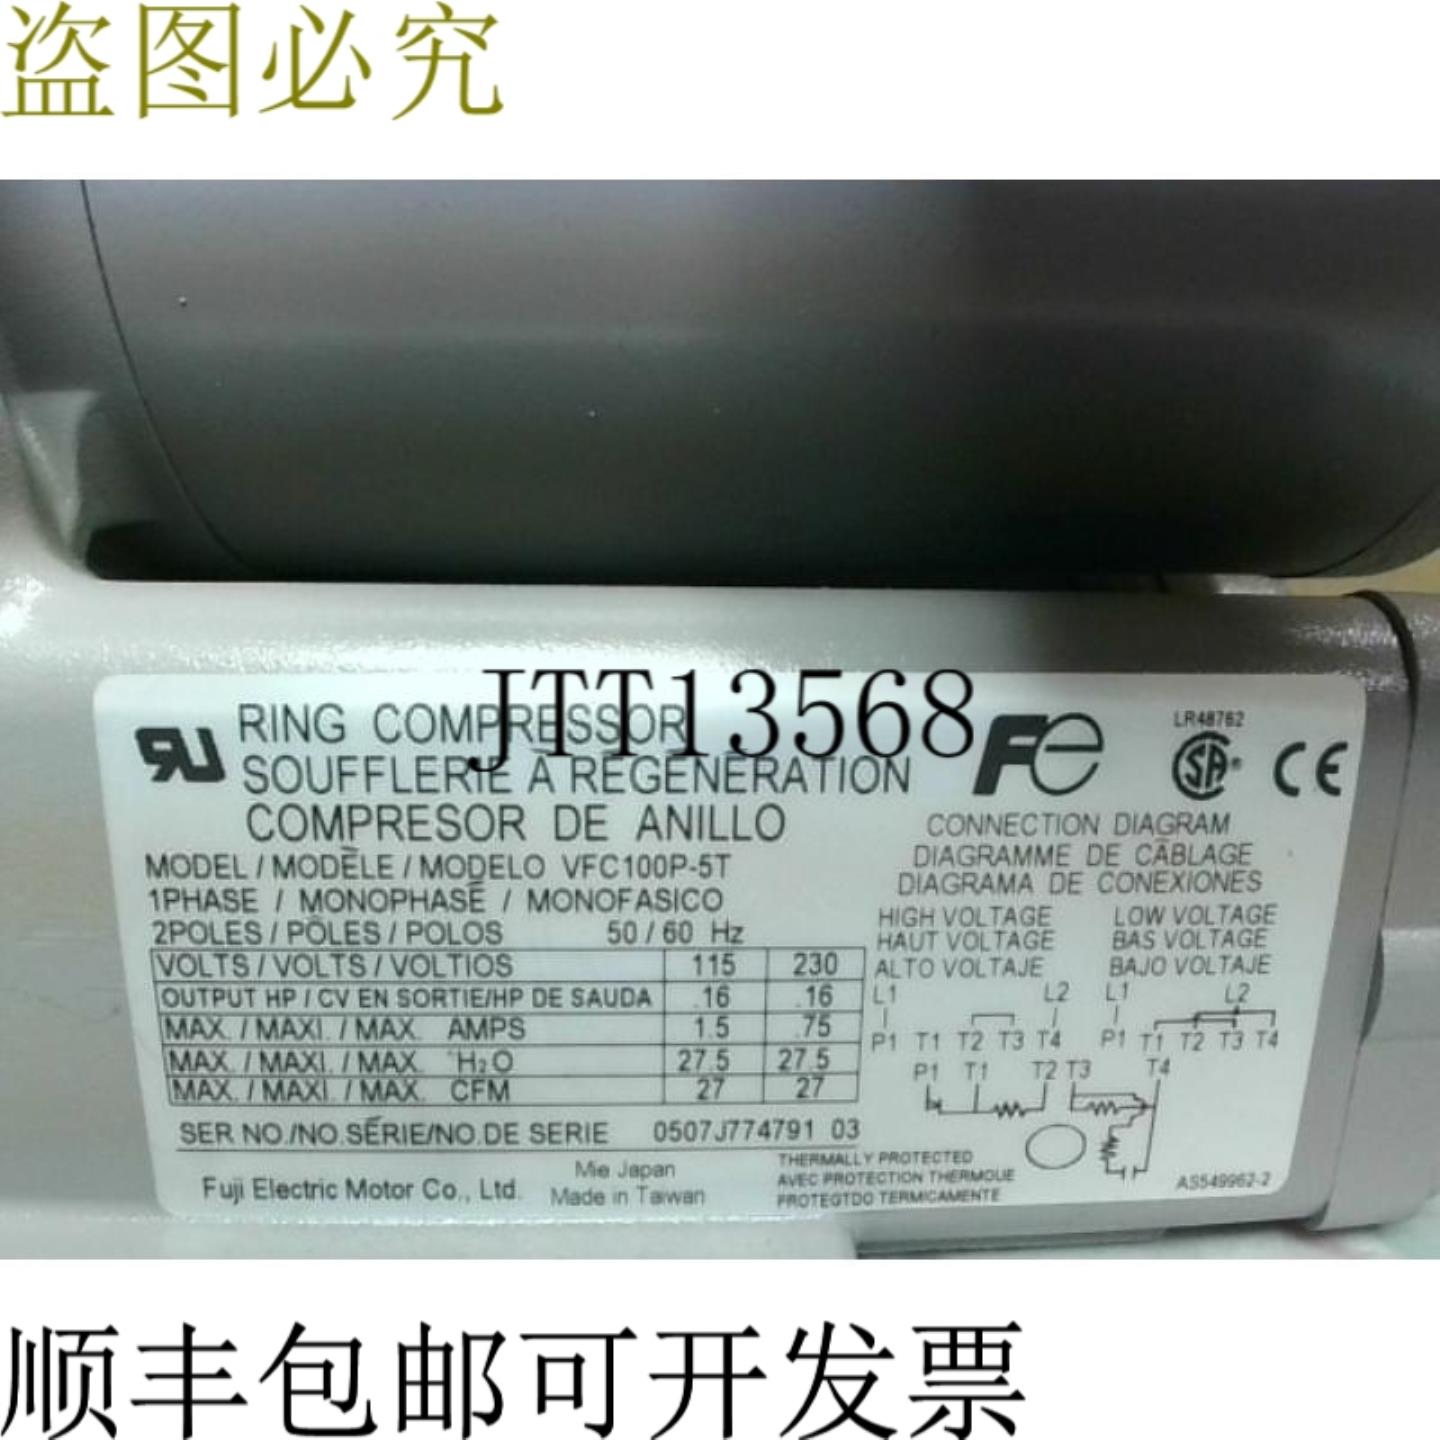 盗图必究
JTT13568
RING COMPRESSOR
SOUFFLERIE À RÉGÉNÉRATION
COMPRESOR DE ANILLO
MODEL / MODÈLE / MODELO VFC100P-5T
1PHASE / MONOPHASÉ / MONOFASICO
2POLES / PÔLES / POLOS 50 / 60 Hz
VOLTS / VOLTS / VOLTIOS 115 230
OUTPUT HP / CV EN SORTIE/HP DE SAUDA .16 .16
MAX. / MAXI. / MAX. AMPS 1.5 .75
MAX. / MAXI. / MAX. "H₂O 27.5 27.5
MAX. / MAXI. / MAX. CFM 27 27
SER NO./NO.SÉRIE/NO.DE SERIE 0507J774791 03
Fuji Electric Motor Co., Ltd.
Mie Japan
Made in Taiwan
THERMALLY PROTECTED
AVEC PROTECTION THERMOUE
PROTEGTDO TERMICAMENTE
Fe
LR48762
SA
CE
CONNECTION DIAGRAM
DIAGRAMME DE CÂBLAGE
DIAGRAMA DE CONEXIONES
HIGH VOLTAGE LOW VOLTAGE
HAUT VOLTAGE BAS VOLTAGE
ALTO VOLTAJE BAJO VOLTAJE
L1 L2 L1 L2
P1 T1 T2 T3 T4 P1 T1 T2 T3 T4
P1 T1 T2 T3 T4
AS549962-2
顺丰包邮可开发票